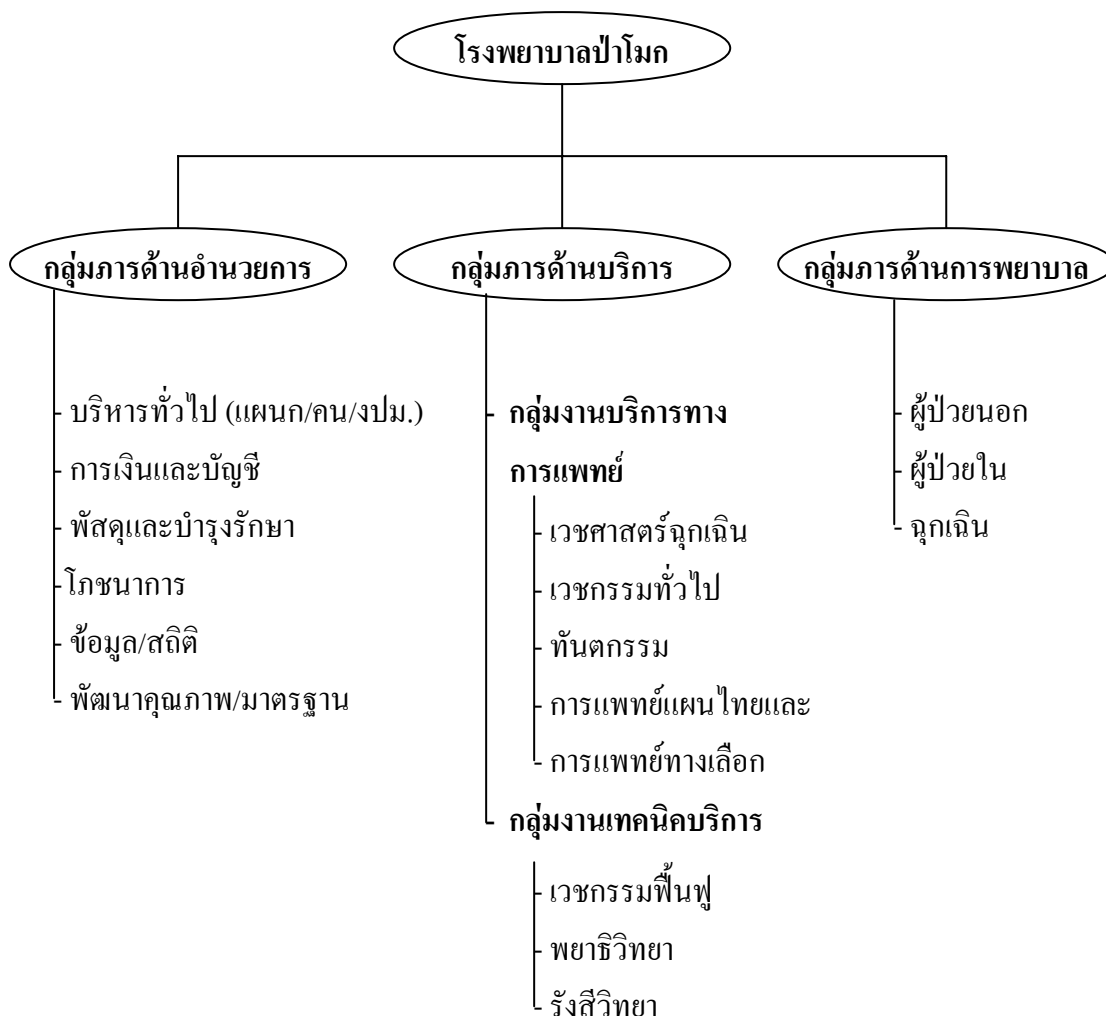 โรงพยาบาลป่าโมก
กลุ่มภารด้านอำนวยการ
- บริหารทั่วไป (แผนก/คน/งปม.)
- การเงินและบัญชี
- พัสดุและบำรุงรักษา
-โภชนาการ
- ข้อมูล/สถิติ
- พัฒนาคุณภาพ/มาตรฐาน
กลุ่มภารด้านบริการ
- กลุ่มงานบริการทาง
การแพทย์
- เวชศาสตร์ฉุกเฉิน
- เวชกรรมทั่วไป
- ทันตกรรม
- การแพทย์แผนไทยและ
- การแพทย์ทางเลือก
- กลุ่มงานเทคนิคบริการ
- เวชกรรมฟื้นฟู
- พยาธิวิทยา
- รังสีวิทยา
กลุ่มภารด้านการพยาบาล
- ผู้ป่วยนอก
- ผู้ป่วยใน
- ฉุกเฉิน